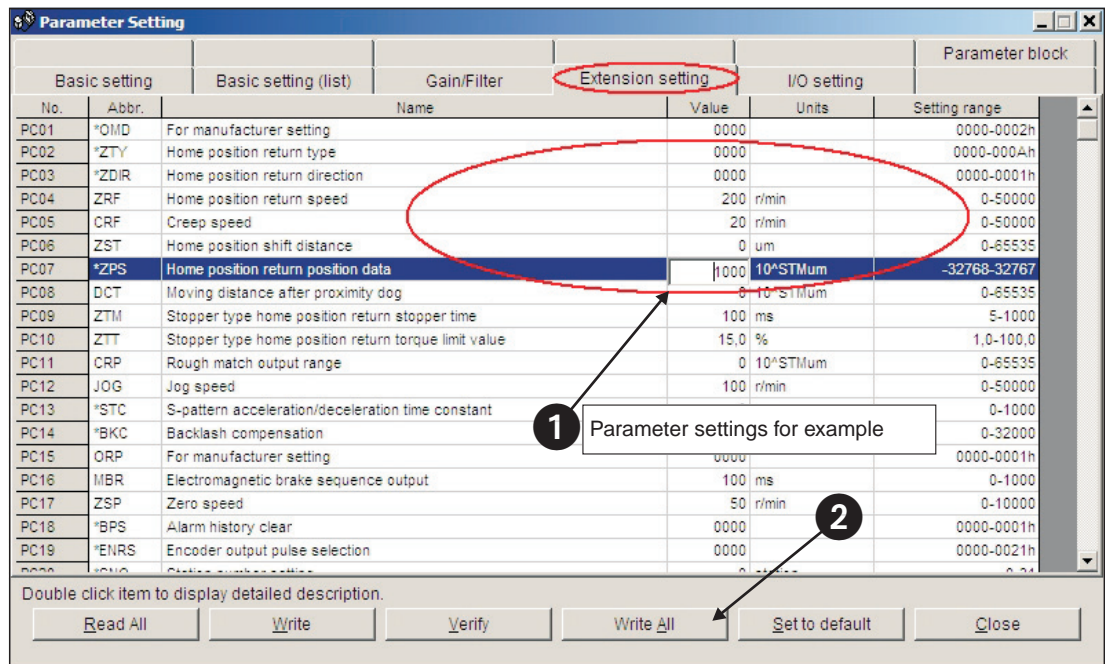 Parameter Setting
Parameter block
Basic setting Basic setting (list) Gain/Filter Extension setting I/O setting
No. Abbr. Name Value Units Setting range
PC01 *OMD For manufacturer setting 0000 0000-0002h
PC02 *ZTY Home position return type 0000 0000-000Ah
PC03 *ZDIR Home position return direction 0000 0000-0001h
PC04 ZRF Home position return speed 200 r/min 0-50000
PC05 CRF Creep speed 20 r/min 0-50000
PC06 ZST Home position shift distance 0 um 0-65535
PC07 *ZPS Home position return position data 1000 10^STMum -32768-32767
PC08 DCT Moving distance after proximity dog 0 10^STMum 0-65535
PC09 ZTM Stopper type home position return stopper time 100 ms 5-1000
PC10 ZTT Stopper type home position return torque limit value 15,0 % 1,0-100,0
PC11 CRP Rough match output range 0 10^STMum 0-65535
PC12 JOG Jog speed 100 r/min 0-50000
PC13 *STC S-pattern acceleration/deceleration time constant 0-1000
1 Parameter settings for example
PC14 *BKC Backlash compensation 0-32000
PC15 ORP For manufacturer setting 0000 0000-0001h
PC16 MBR Electromagnetic brake sequence output 100 ms 0-1000
PC17 ZSP Zero speed 50 r/min 0-10000
2
PC18 *BPS Alarm history clear 0000 0000-0001h
PC19 *ENRS Encoder output pulse selection 0000 0000-0021h
Double click item to display detailed description.
Read All Write Verify Write All Set to default Close